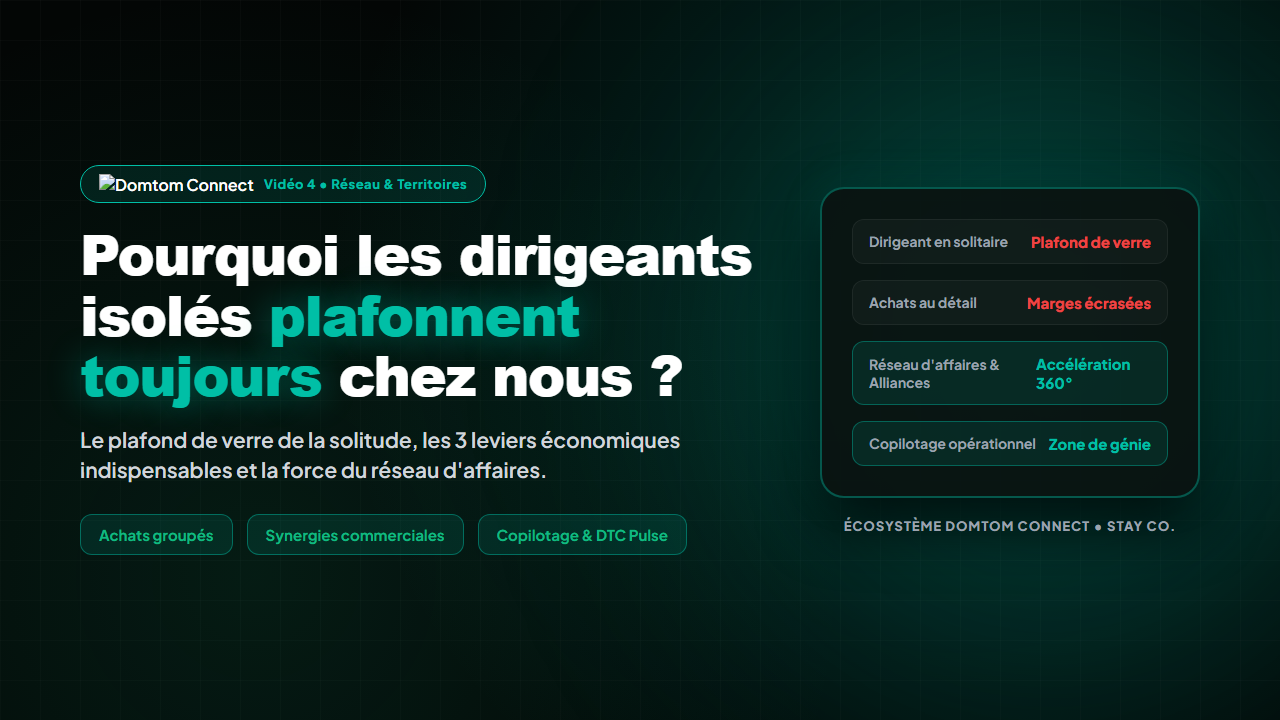 Domtom Connect Vidéo 4 • Réseau & Territoires
Pourquoi les dirigeants
isolés plafonnent
toujours chez nous ?
Le plafond de verre de la solitude, les 3 leviers économiques
indispensables et la force du réseau d'affaires.
Achats groupés
Synergies commerciales
Copilotage & DTC Pulse
Dirigeant en solitaire Plafond de verre
Achats au détail Marges écrasées
Réseau d'affaires &
Alliances
Accélération
360°
Copilotage opérationnel Zone de génie
ÉCOSYSTÈME DOMTOM CONNECT • STAY CO.